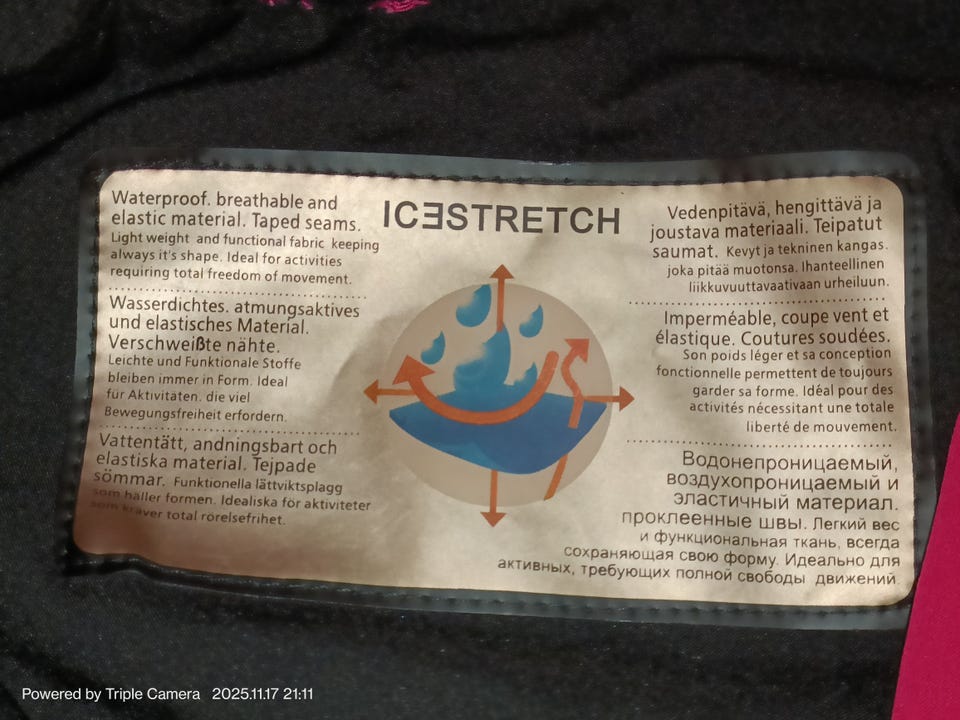 Waterproof. breathable and
elastic material. Taped seams.
Light weight and functional fabric keeping
always it's shape. Ideal for activities
requiring total freedom of movement.
Wasserdichtes. atmungsaktives
und elastisches Material.
Verschweißte nähte.
Leichte und Funktionale Stoffe
bleiben immer in Form. Ideal
für Aktivitäten. die viel
Bewegungsfreiheit erfordern.
Vattentätt, andningsbart och
elastiska material. Tejpade
sömmar. Funktionella lättviktsplagg
som håller formen. Idealiska för aktiviteter
som kräver total rörelsefrihet.
ICƎSTRETCH
Vedenpitävä, hengittävä ja
joustava materiaali. Teipatut
saumat. Kevyt ja tekninen kangas.
joka pitää muotonsa. Ihanteellinen
liikkuvuuttavaativaan urheiluun.
Imperméable, coupe vent et
élastique. Coutures soudées.
Son poids léger et sa conception
fonctionnelle permettent de toujours
garder sa forme. Idéal pour des
activités nécessitant une totale
liberté de mouvement.
Водонепроницаемый,
воздухопроницаемый и
эластичный материал.
проклеенные швы. Легкий вес
и функциональная ткань, всегда
сохраняющая свою форму. Идеально для
активных, требующих полной свободы движений.
Powered by Triple Camera 2025.11.17 21:11